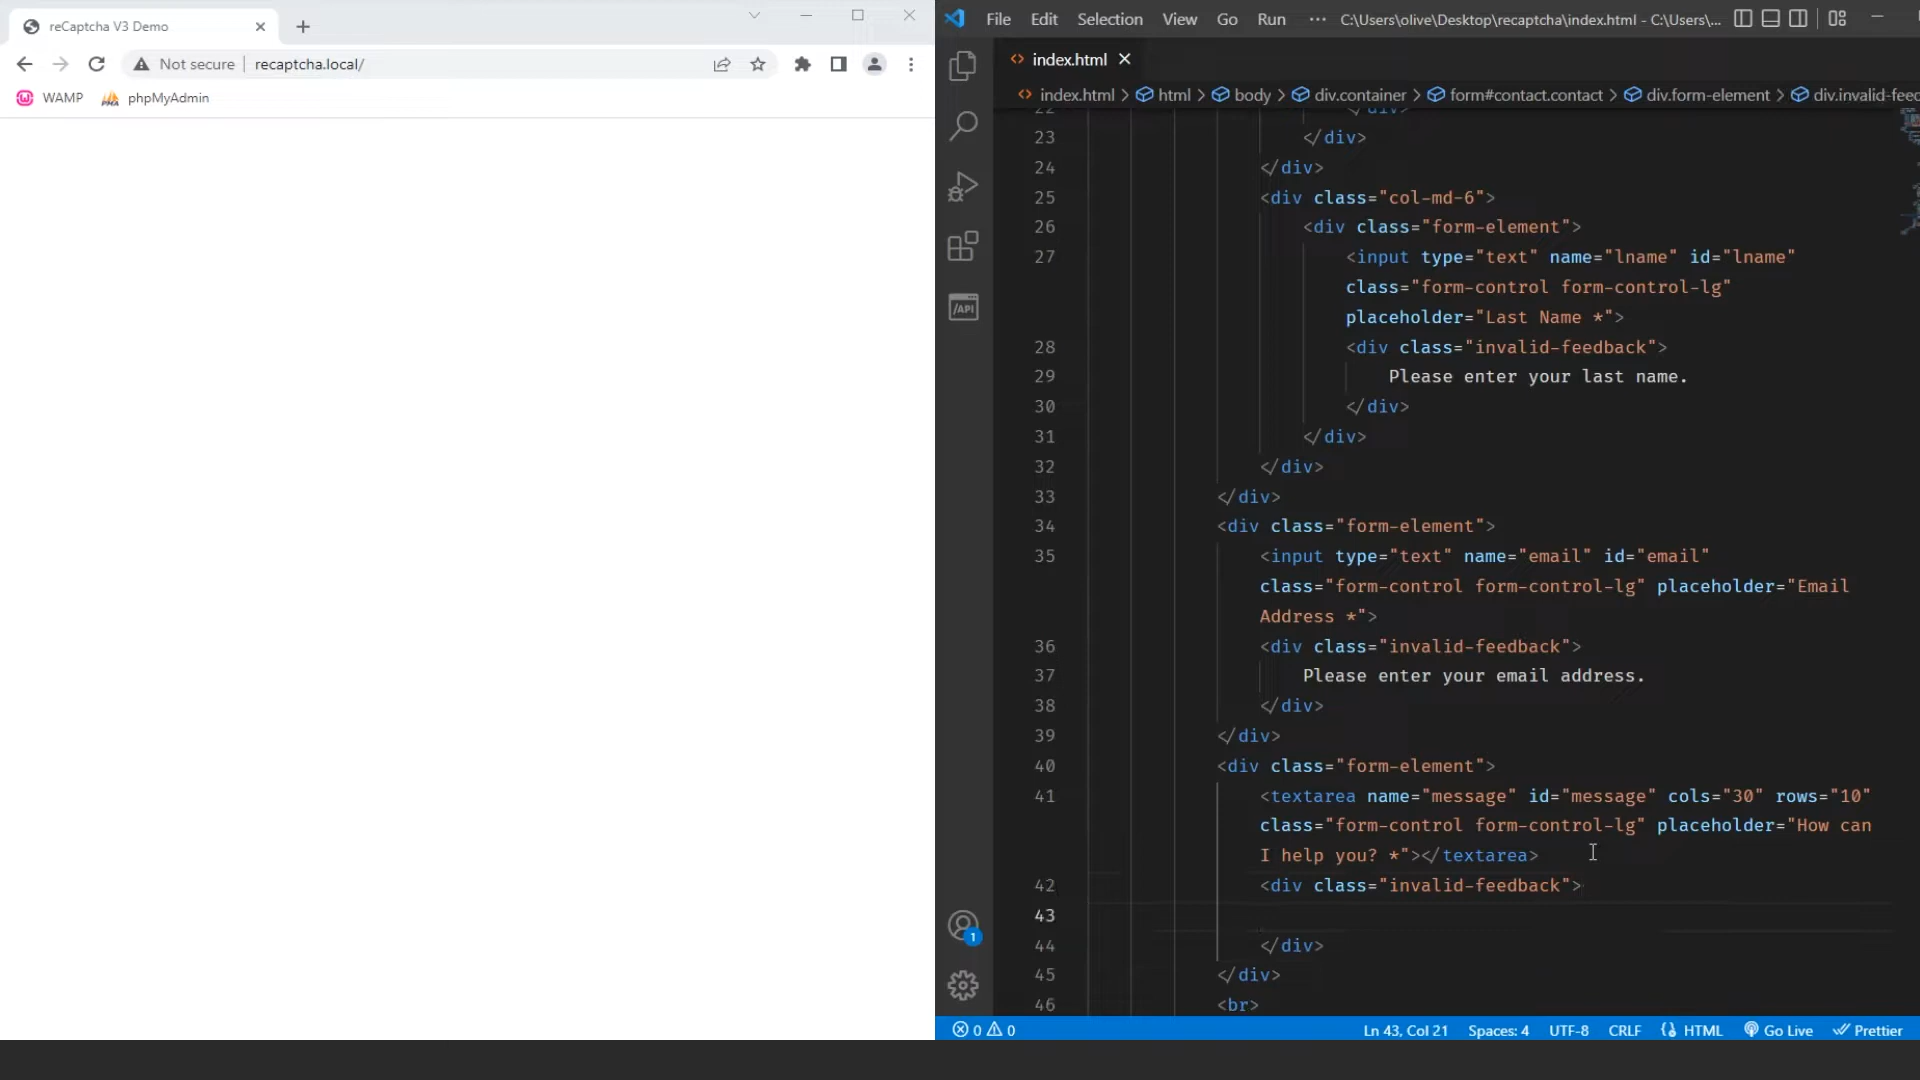 reCaptcha V3 Demo
Not secure
recaptcha.local/
WAMP
phpMyAdmin
File Edit Selection View Go Run ··· C:\Users\olive\Desktop\recaptcha\index.html - C:\Users\...
index.html
index.html > html > body > div.container > form#contact.contact > div.form-element > div.invalid-feed
22 </div>
23 </div>
24 </div>
25 <div class="col-md-6">
26 <div class="form-element">
27 <input type="text" name="lname" id="lname"
class="form-control form-control-lg"
placeholder="Last Name *">
28 <div class="invalid-feedback">
29 Please enter your last name.
30 </div>
31 </div>
32 </div>
33 </div>
34 <div class="form-element">
35 <input type="text" name="email" id="email"
class="form-control form-control-lg" placeholder="Email
Address *">
36 <div class="invalid-feedback">
37 Please enter your email address.
38 </div>
39 </div>
40 <div class="form-element">
41 <textarea name="message" id="message" cols="30" rows="10"
class="form-control form-control-lg" placeholder="How can
I help you? *"></textarea>
42 <div class="invalid-feedback">
43
44 </div>
45 </div>
46 <br>
/API
1
0 0
Ln 43, Col 21 Spaces: 4 UTF-8 CRLF HTML Go Live Prettier